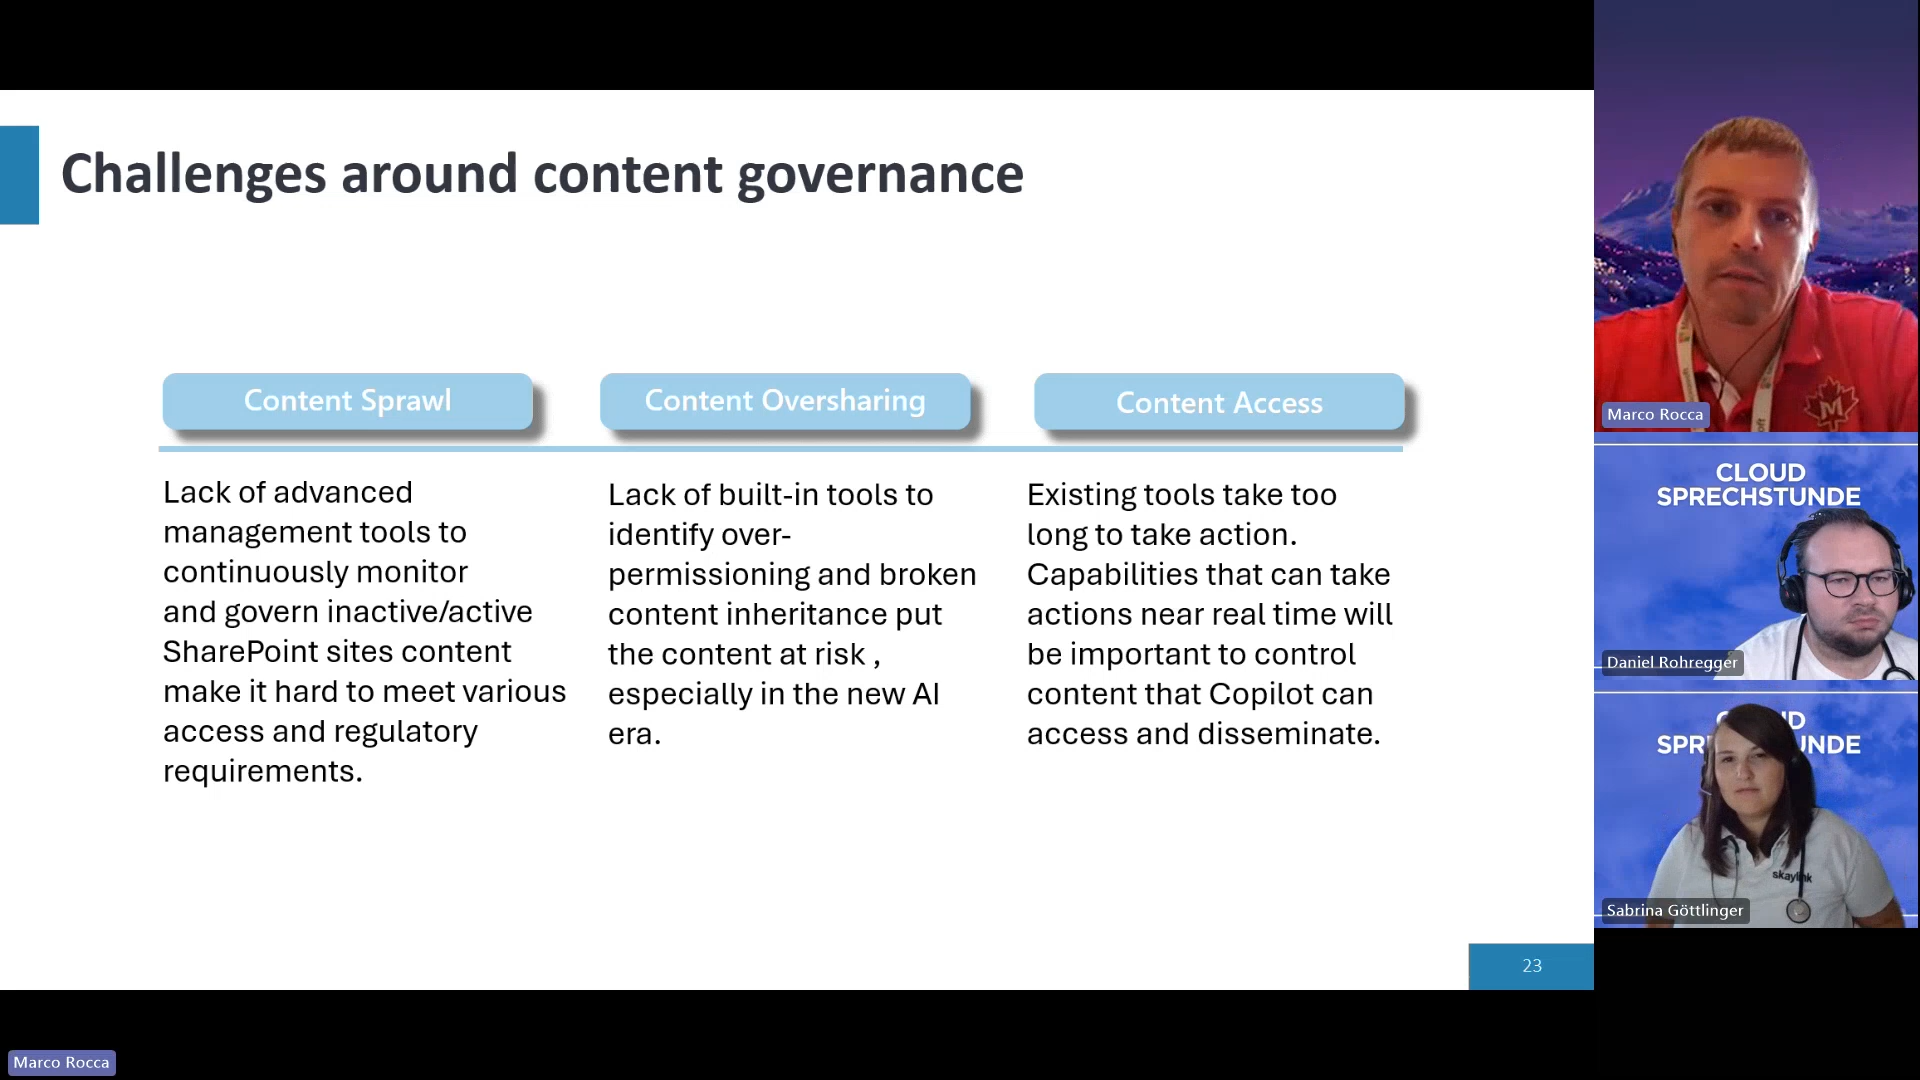 Challenges around content governance
Content Sprawl
Lack of advanced
management tools to
continuously monitor
and govern inactive/active
SharePoint sites content
make it hard to meet various
access and regulatory
requirements.
Content Oversharing
Lack of built-in tools to
identify over-
permissioning and broken
content inheritance put
the content at risk ,
especially in the new AI
era.
Content Access
Existing tools take too
long to take action.
Capabilities that can take
actions near real time will
be important to control
content that Copilot can
access and disseminate.
23
Marco Rocca
Marco Rocca
CLOUD
SPRECHSTUNDE
Daniel Rohregger
skaylink
Sabrina Göttlinger